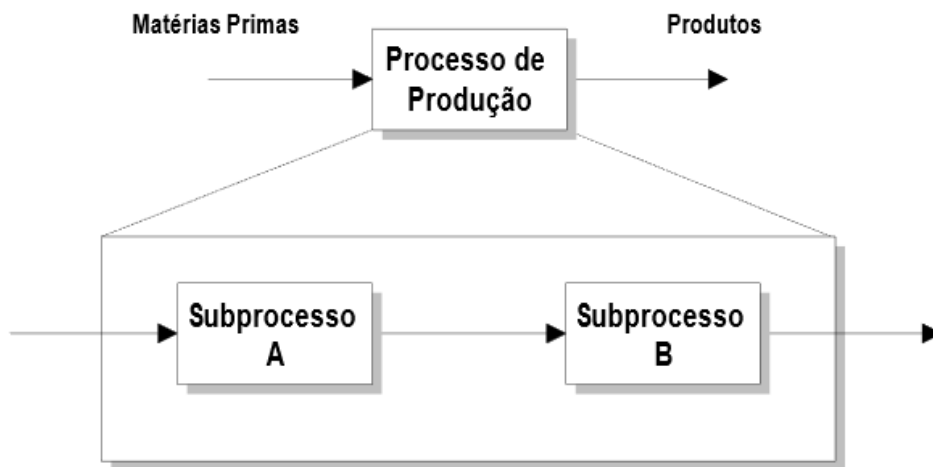 Matérias Primas
Produtos
Processo de
Produção
Subprocesso
A
Subprocesso
B